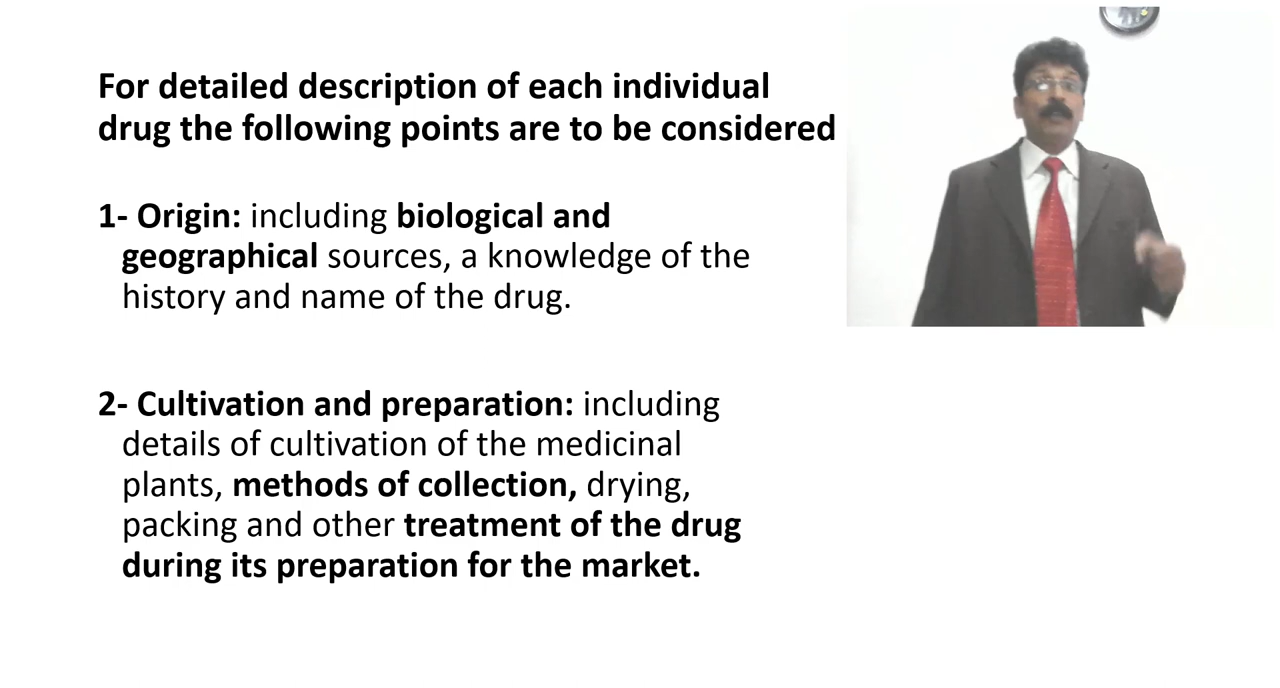 For detailed description of each individual
drug the following points are to be considered
1- Origin: including biological and
geographical sources, a knowledge of the
history and name of the drug.
2- Cultivation and preparation: including
details of cultivation of the medicinal
plants, methods of collection, drying,
packing and other treatment of the drug
during its preparation for the market.